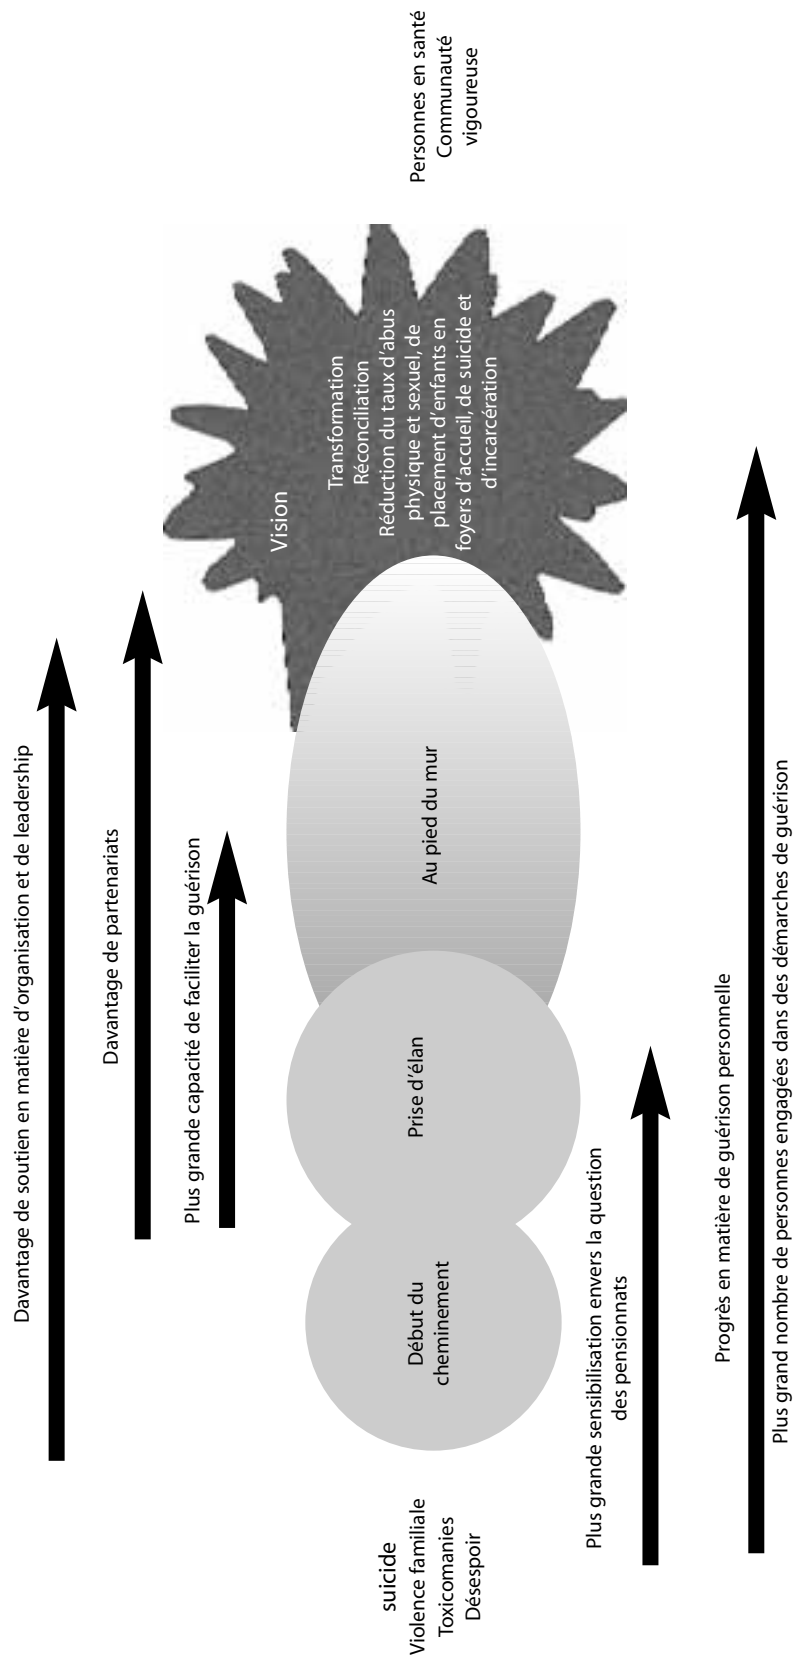 Davantage de soutien en matière d'organisation et de leadership
Davantage de partenariats
Plus grande capacité de faciliter la guérison
suicide
Violence familiale
Toxicomanies
Désespoir
Début du
cheminement
Prise d'élan
Au pied du mur
Vision
Transformation
Réconciliation
Réduction du taux d'abus
physique et sexuel, de
placement d'enfants en
foyers d'accueil, de suicide et
d'incarcération
Personnes en santé
Communauté
vigoureuse
Plus grande sensibilisation envers la question
des pensionnats
Progrès en matière de guérison personnelle
Plus grand nombre de personnes engagées dans des démarches de guérison